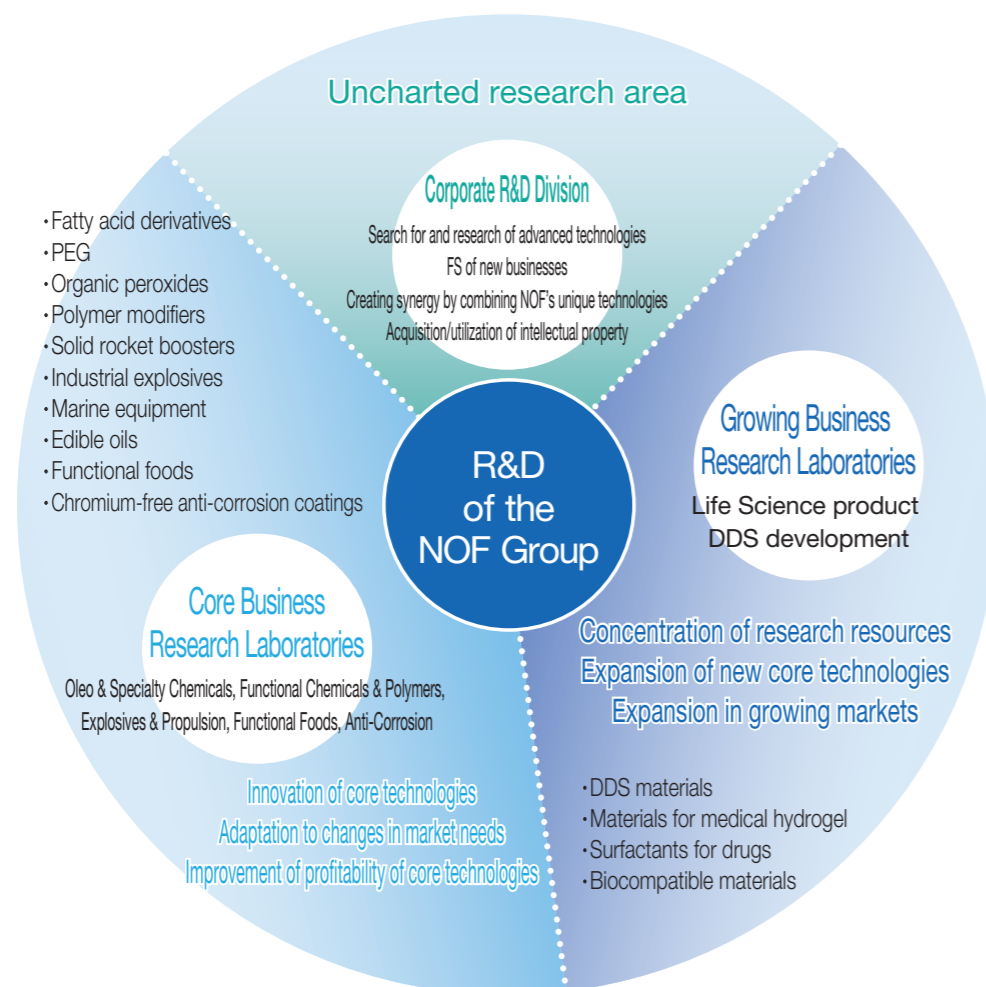 Uncharted research area
Corporate R&D Division
Search for and research of advanced technologies
FS of new businesses
Creating synergy by combining NOF's unique technologies
Acquisition/utilization of intellectual property
・Fatty acid derivatives
・PEG
・Organic peroxides
・Polymer modifiers
・Solid rocket boosters
・Industrial explosives
・Marine equipment
・Edible oils
・Functional foods
・Chromium-free anti-corrosion coatings
R&D
of the
NOF Group
Growing Business
Research Laboratories
Life Science product
DDS development
Core Business
Research Laboratories
Oleo & Specialty Chemicals, Functional Chemicals & Polymers,
Explosives & Propulsion, Functional Foods, Anti-Corrosion
Innovation of core technologies
Adaptation to changes in market needs
Improvement of profitability of core technologies
Concentration of research resources
Expansion of new core technologies
Expansion in growing markets
・DDS materials
・Materials for medical hydrogel
・Surfactants for drugs
・Biocompatible materials